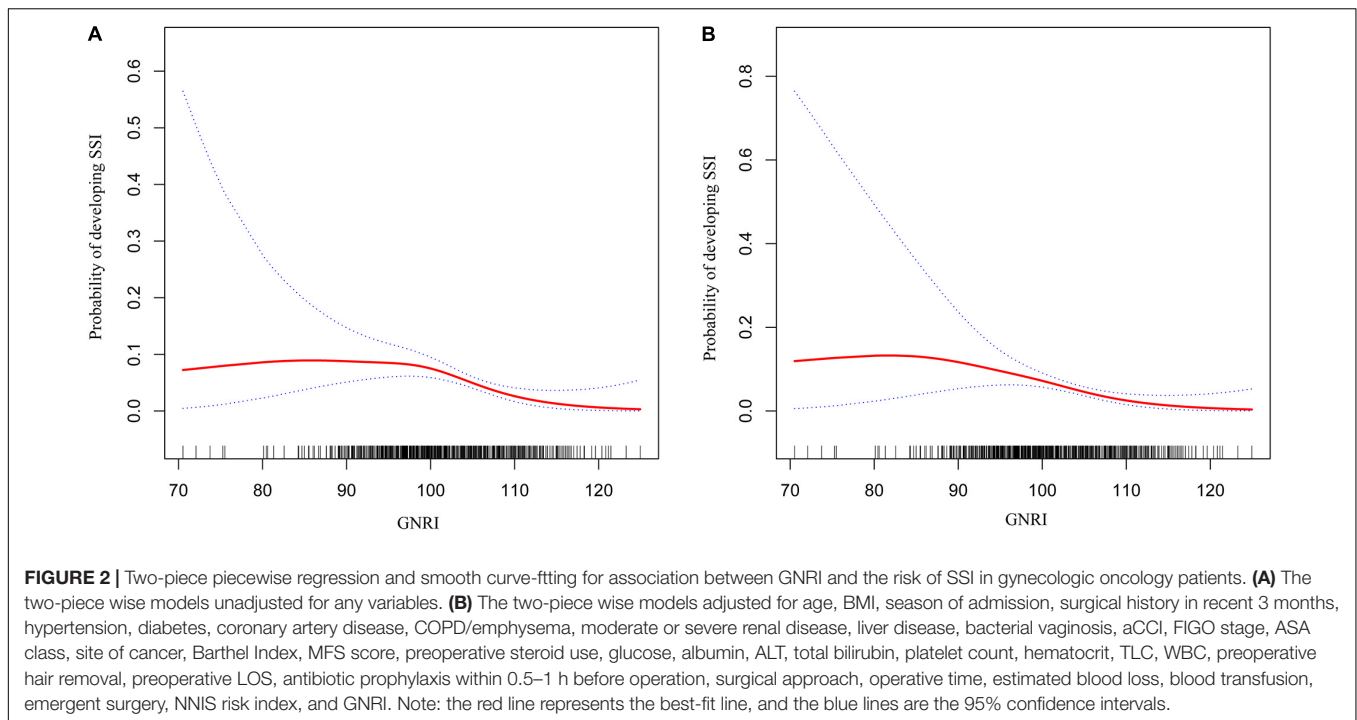 A
Probability of developing SSI
0.6
0.5
0.4
0.3
0.2
0.1
0.0
70 80 90 100 110 120
GNRI
B
Probability of developing SSI
0.8
0.6
0.4
0.2
0.0
70 80 90 100 110 120
GNRI
FIGURE 2 | Two-piece piecewise regression and smooth curve-ftting for association between GNRI and the risk of SSI in gynecologic oncology patients. (A) The
two-piece wise models unadjusted for any variables. (B) The two-piece wise models adjusted for age, BMI, season of admission, surgical history in recent 3 months,
hypertension, diabetes, coronary artery disease, COPD/emphysema, moderate or severe renal disease, liver disease, bacterial vaginosis, aCCI, FIGO stage, ASA
class, site of cancer, Barthel Index, MFS score, preoperative steroid use, glucose, albumin, ALT, total bilirubin, platelet count, hematocrit, TLC, WBC, preoperative
hair removal, preoperative LOS, antibiotic prophylaxis within 0.5–1 h before operation, surgical approach, operative time, estimated blood loss, blood transfusion,
emergent surgery, NNIS risk index, and GNRI. Note: the red line represents the best-fit line, and the blue lines are the 95% confidence intervals.